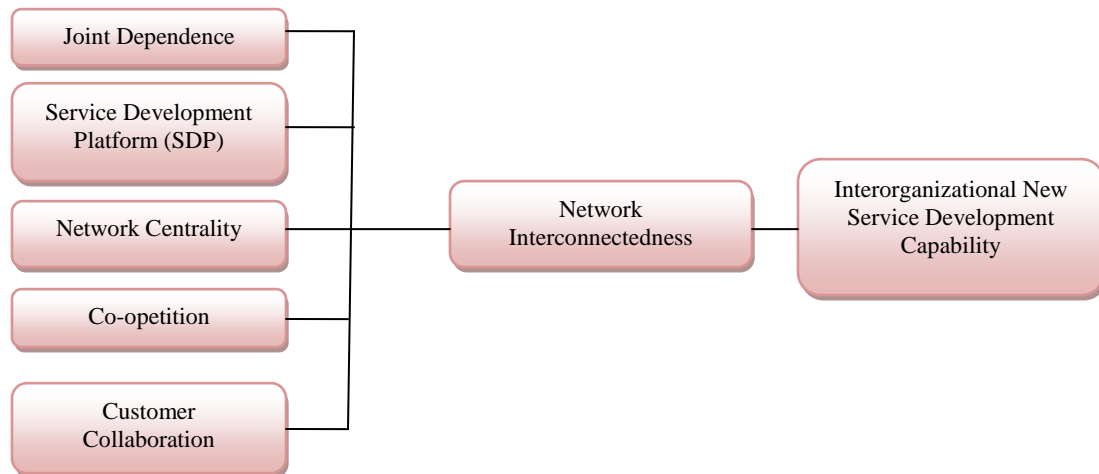 Joint Dependence
Service Development
Platform (SDP)
Network Centrality
Co-opetition
Customer
Collaboration
Network
Interconnectedness
Interorganizational New
Service Development
Capability